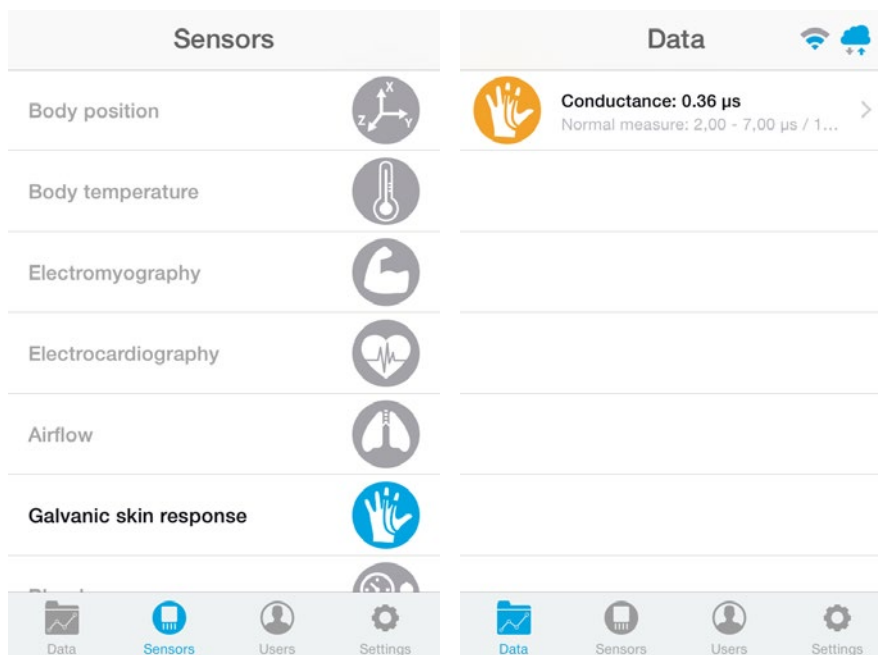 Sensors
Body position
X
Z
Y
Body temperature
Electromyography
Electrocardiography
Airflow
Galvanic skin response
Data
Sensors
Users
Settings
Data
Conductance: 0.36 µs
Normal measure: 2,00 - 7,00 µs / 1...
Data
Sensors
Users
Settings